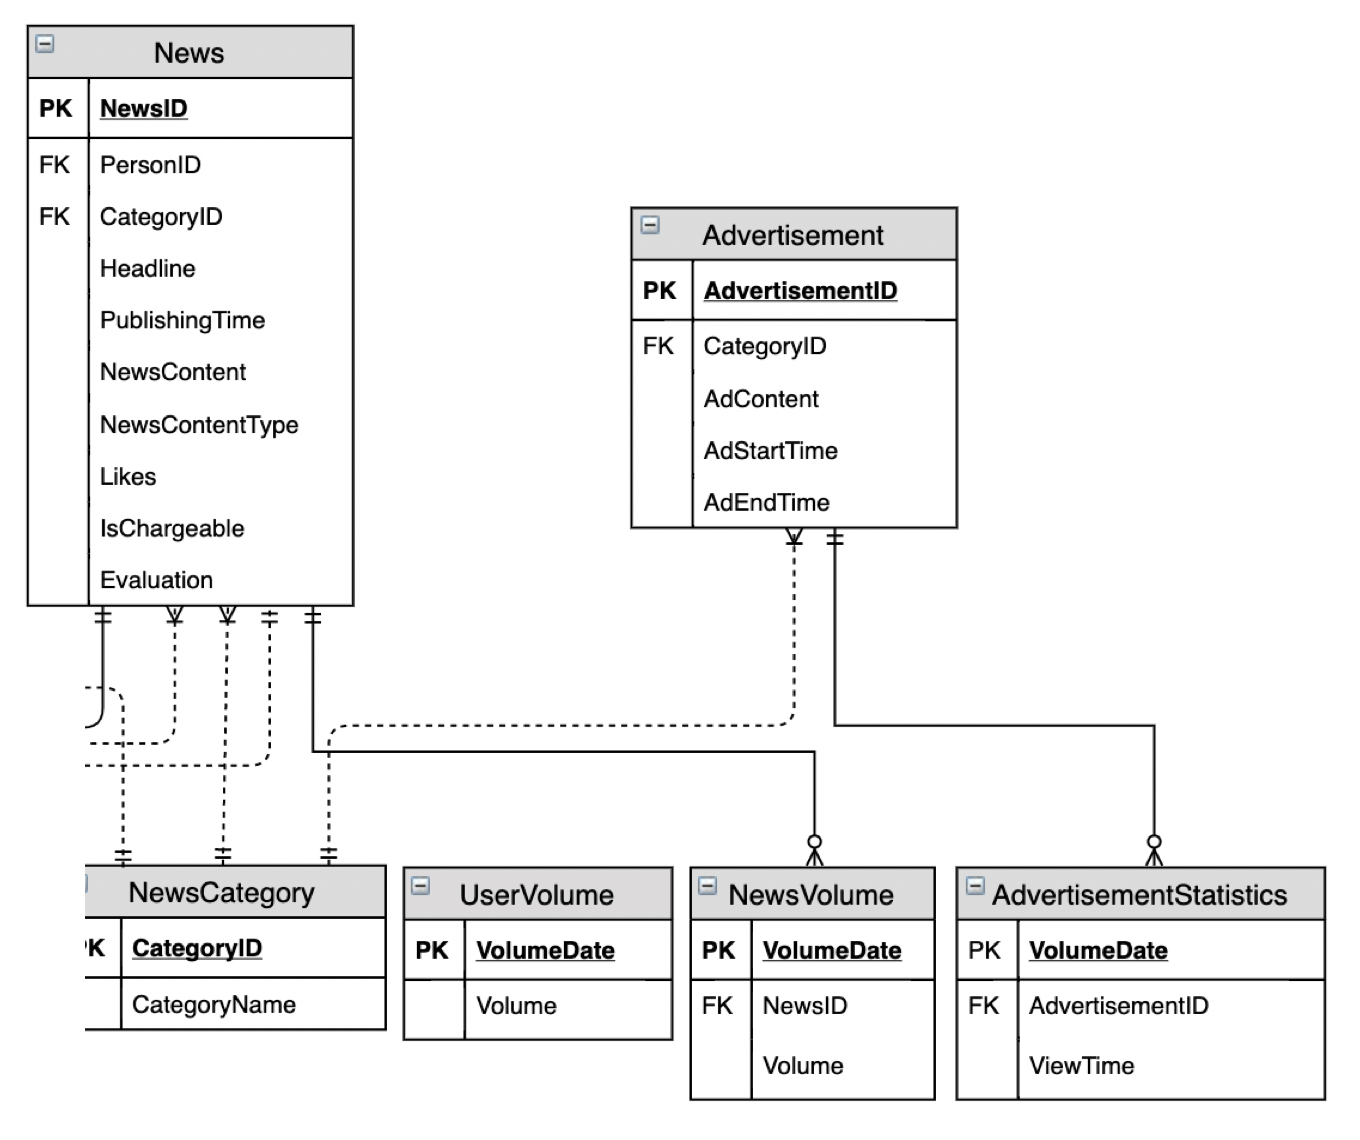 News
PK NewsID
FK PersonID
FK CategoryID
Headline
PublishingTime
NewsContent
NewsContentType
Likes
IsChargeable
Evaluation
Advertisement
PK AdvertisementID
FK CategoryID
AdContent
AdStartTime
AdEndTime
NewsCategory
PK CategoryID
CategoryName
UserVolume
PK VolumeDate
Volume
NewsVolume
PK VolumeDate
FK NewsID
Volume
AdvertisementStatistics
PK VolumeDate
FK AdvertisementID
ViewTime